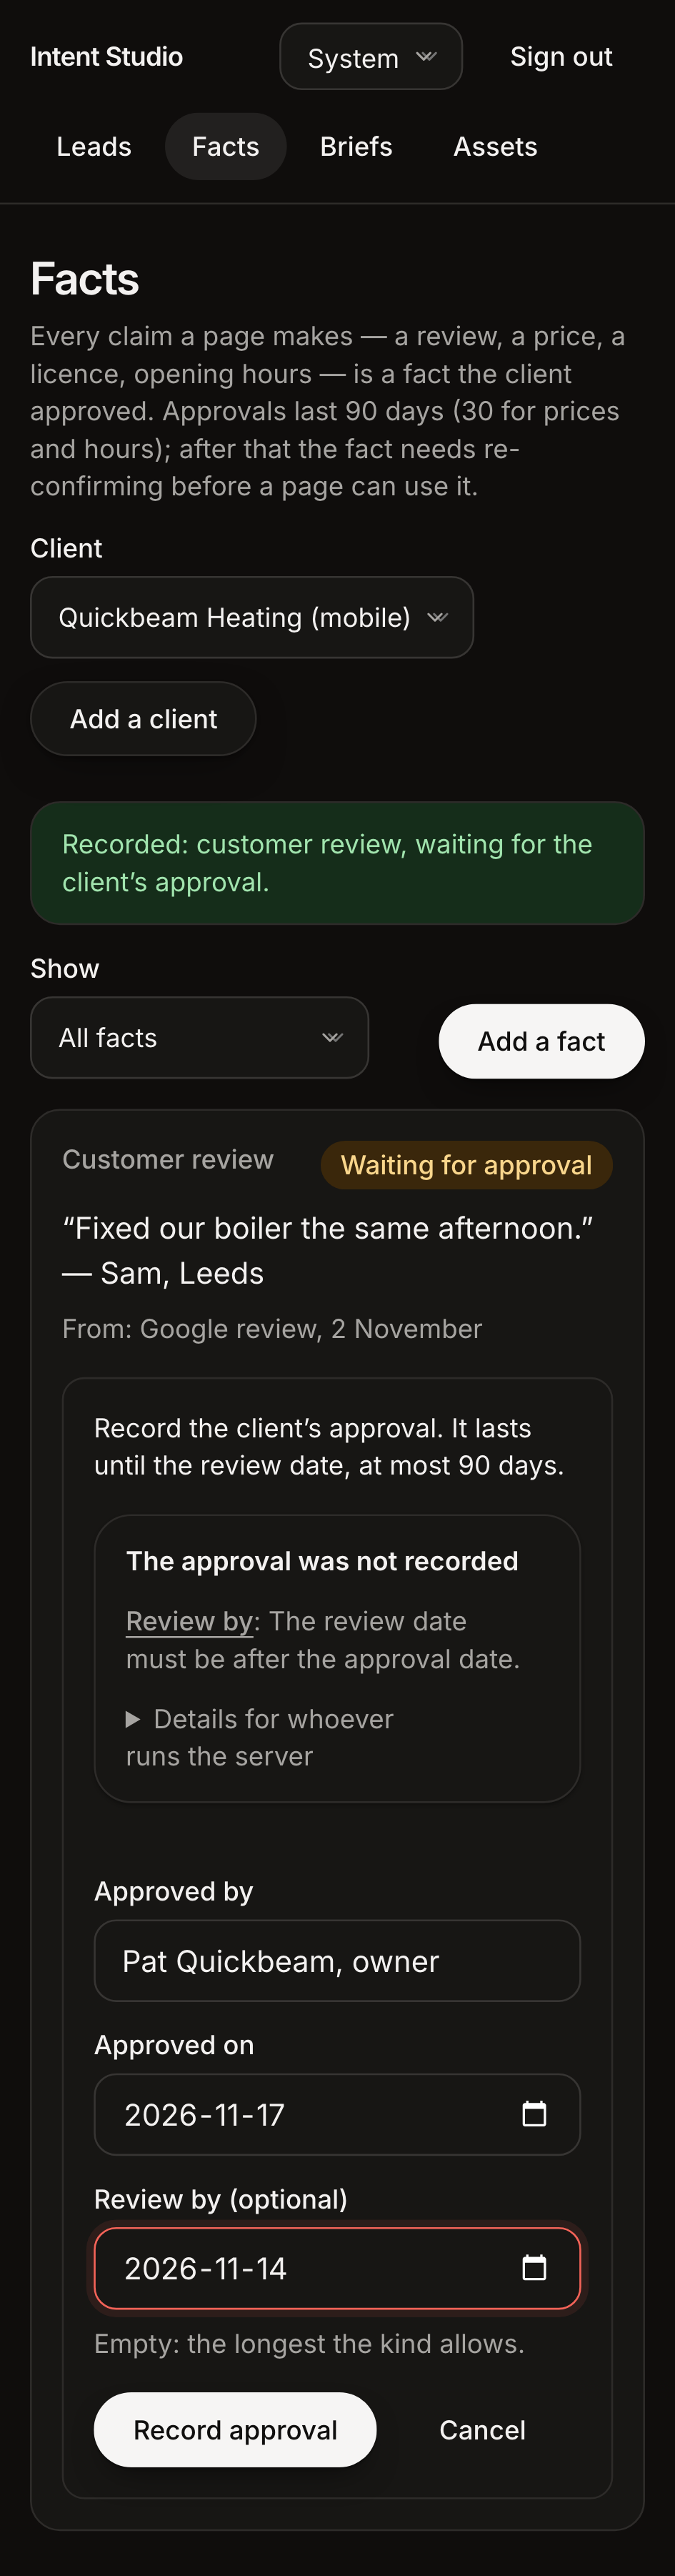 Intent Studio
System
Sign out
Leads
Facts
Briefs
Assets
Facts
Every claim a page makes — a review, a price, a
licence, opening hours — is a fact the client
approved. Approvals last 90 days (30 for prices
and hours); after that the fact needs re-
confirming before a page can use it.
Client
Quickbeam Heating (mobile)
Add a client
Recorded: customer review, waiting for the
client’s approval.
Show
All facts
Add a fact
Customer review
Waiting for approval
“Fixed our boiler the same afternoon.”
— Sam, Leeds
From: Google review, 2 November
Record the client’s approval. It lasts
until the review date, at most 90 days.
The approval was not recorded
Review by: The review date
must be after the approval date.
Details for whoever
runs the server
Approved by
Pat Quickbeam, owner
Approved on
2026-11-17
Review by (optional)
2026-11-14
Empty: the longest the kind allows.
Record approval
Cancel